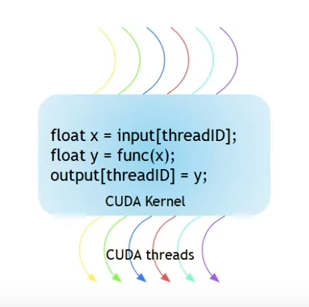 float x = input[threadID];
float y = func(x);
output[threadID] = y;
CUDA Kernel
CUDA threads